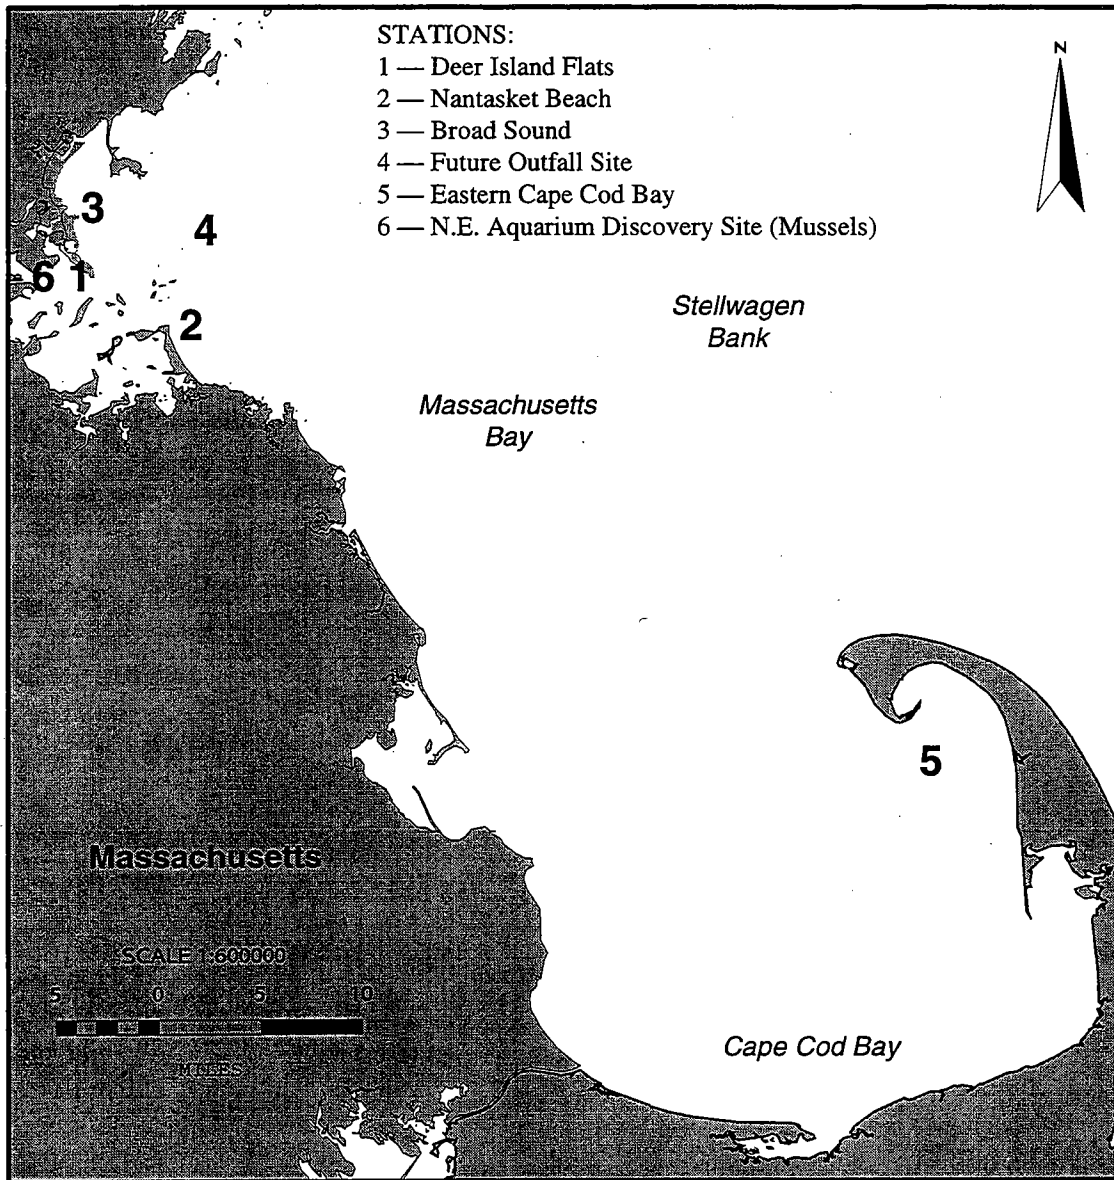 STATIONS:
1 — Deer Island Flats
2 — Nantasket Beach
3 — Broad Sound
4 — Future Outfall Site
5 — Eastern Cape Cod Bay
6 — N.E. Aquarium Discovery Site (Mussels)
N
3
4
6 1
2
Stellwagen
Bank
Massachusetts
Bay
5
Massachusetts
SCALE 1:600000
5 0 5 10
MILES
Cape Cod Bay